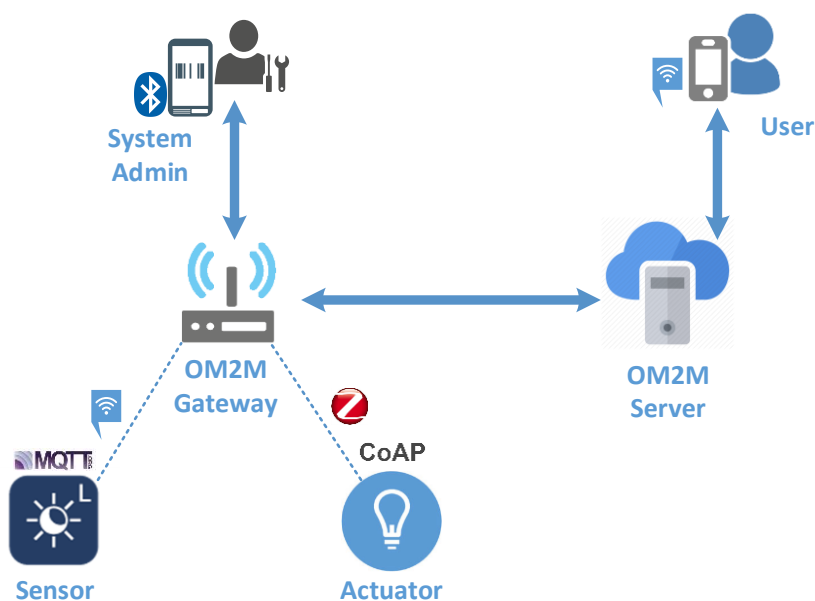 System
Admin
User
OM2M
Gateway
OM2M
Server
MQTT
CoAP
L
Sensor
Actuator